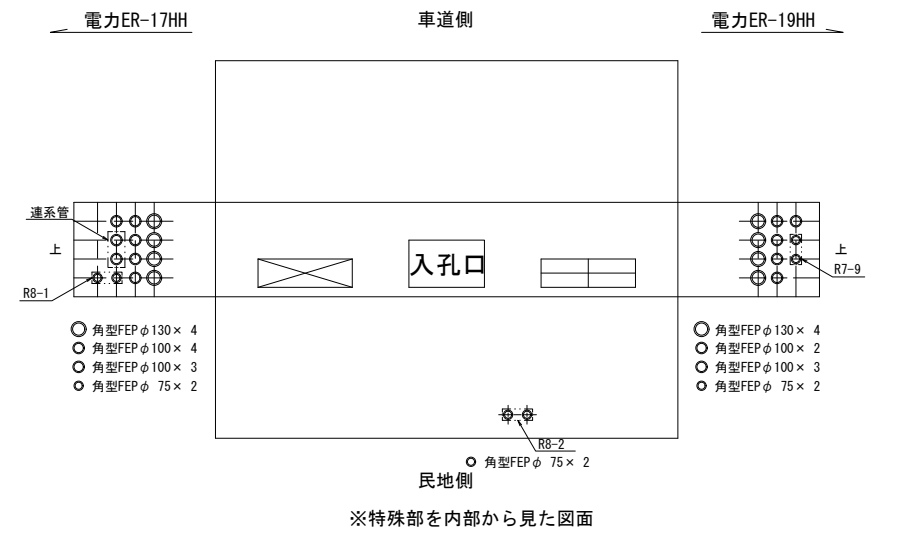 電力ER-17HH
車道側
電力ER-19HH
連系管
上
上
R7-9
入孔口
R8-1
角型FEPφ130× 4
角型FEPφ100× 4
角型FEPφ100× 3
角型FEPφ 75× 2
角型FEPφ130× 4
角型FEPφ100× 2
角型FEPφ100× 3
角型FEPφ 75× 2
R8-2
角型FEPφ 75× 2
民地側
※特殊部を内部から見た図面